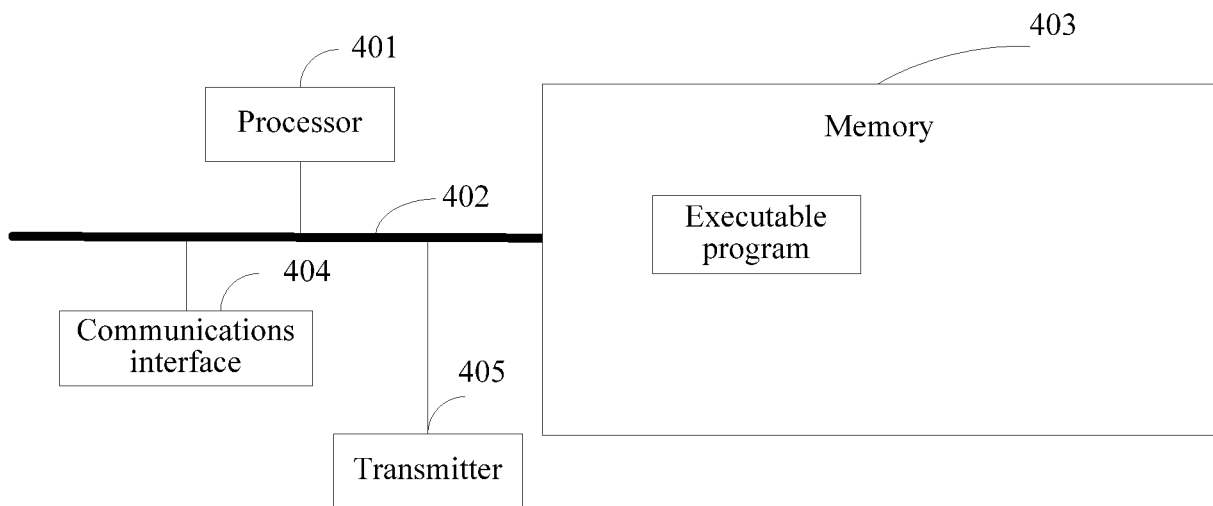 403
401
Processor
Memory
402
Executable
program
404
Communications
interface
405
Transmitter